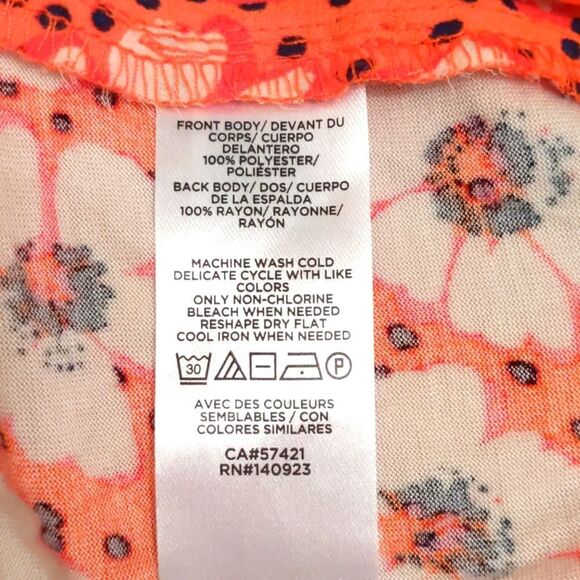 FRONT BODY/ DEVANT DU
CORPS/ CUERPO
DELANTERO
100% POLYESTER/
POLIÉSTER
BACK BODY/ DOS/ CUERPO
DE LA ESPALDA
100% RAYON/ RAYONNE/
RAYÓN
MACHINE WASH COLD
DELICATE CYCLE WITH LIKE
COLORS
ONLY NON-CHLORINE
BLEACH WHEN NEEDED
RESHAPE DRY FLAT
COOL IRON WHEN NEEDED
30 P
AVEC DES COULEURS
SEMBLABLES / CON
COLORES SIMILARES
CA#57421
RN#140923